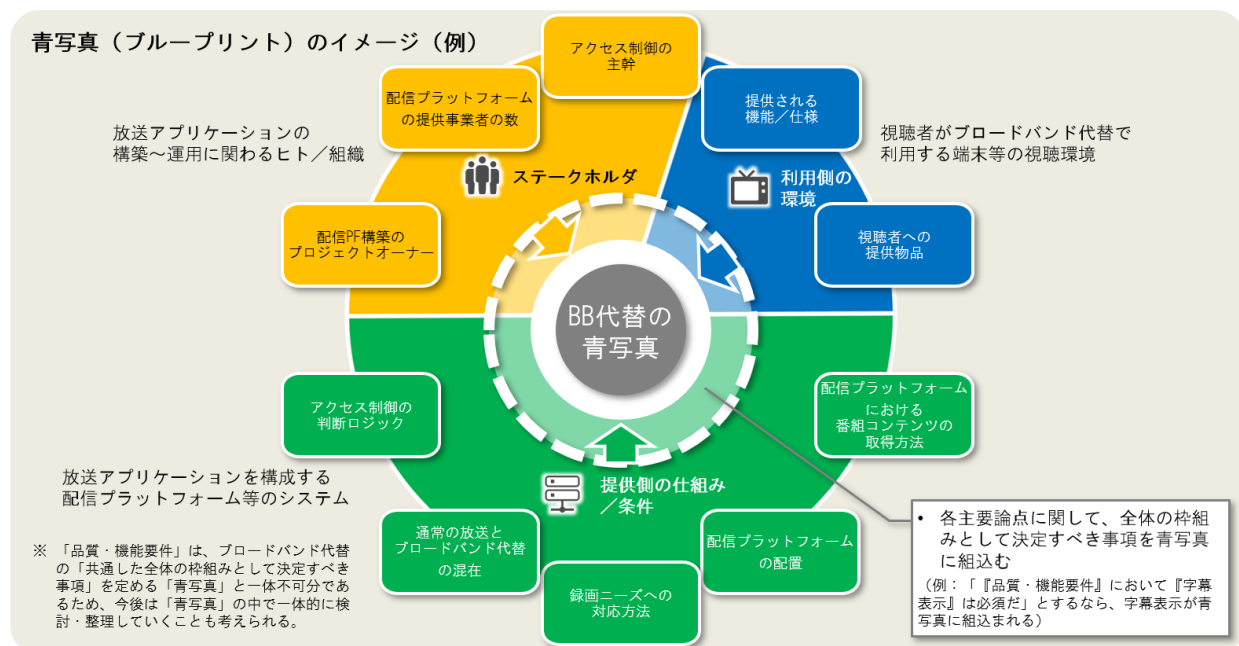 青写真（ブループリント）のイメージ（例）
アクセス制御の
主幹
配信プラットフォーム
の提供事業者の数
提供される
機能／仕様
放送アプリケーションの
構築～運用に関わるヒト／組織
視聴者がブロードバンド代替で
利用する端末等の視聴環境
ステークホルダ
利用側の
環境
配信PF構築の
プロジェクトオーナー
視聴者への
提供物品
BB代替の
青写真
アクセス制御の
判断ロジック
配信プラットフォーム
における
番組コンテンツの
取得方法
放送アプリケーションを構成する
配信プラットフォーム等のシステム
提供側の仕組み
／条件
通常の放送と
ブロードバンド代替
の混在
配信プラットフォーム
の配置
録画ニーズへの
対応方法
• 各主要論点に関して、全体の枠組
みとして決定すべき事項を青写真
に組込む
（例：「『品質・機能要件』において『字幕
表示』は必須だ」とするなら、字幕表示が青
写真に組込まれる）
※ 「品質・機能要件」は、ブロードバンド代替
の「共通した全体の枠組みとして決定すべき
事項」を定める「青写真」と一体不可分であ
るため、今後は「青写真」の中で一体的に検
討・整理していくことも考えられる。